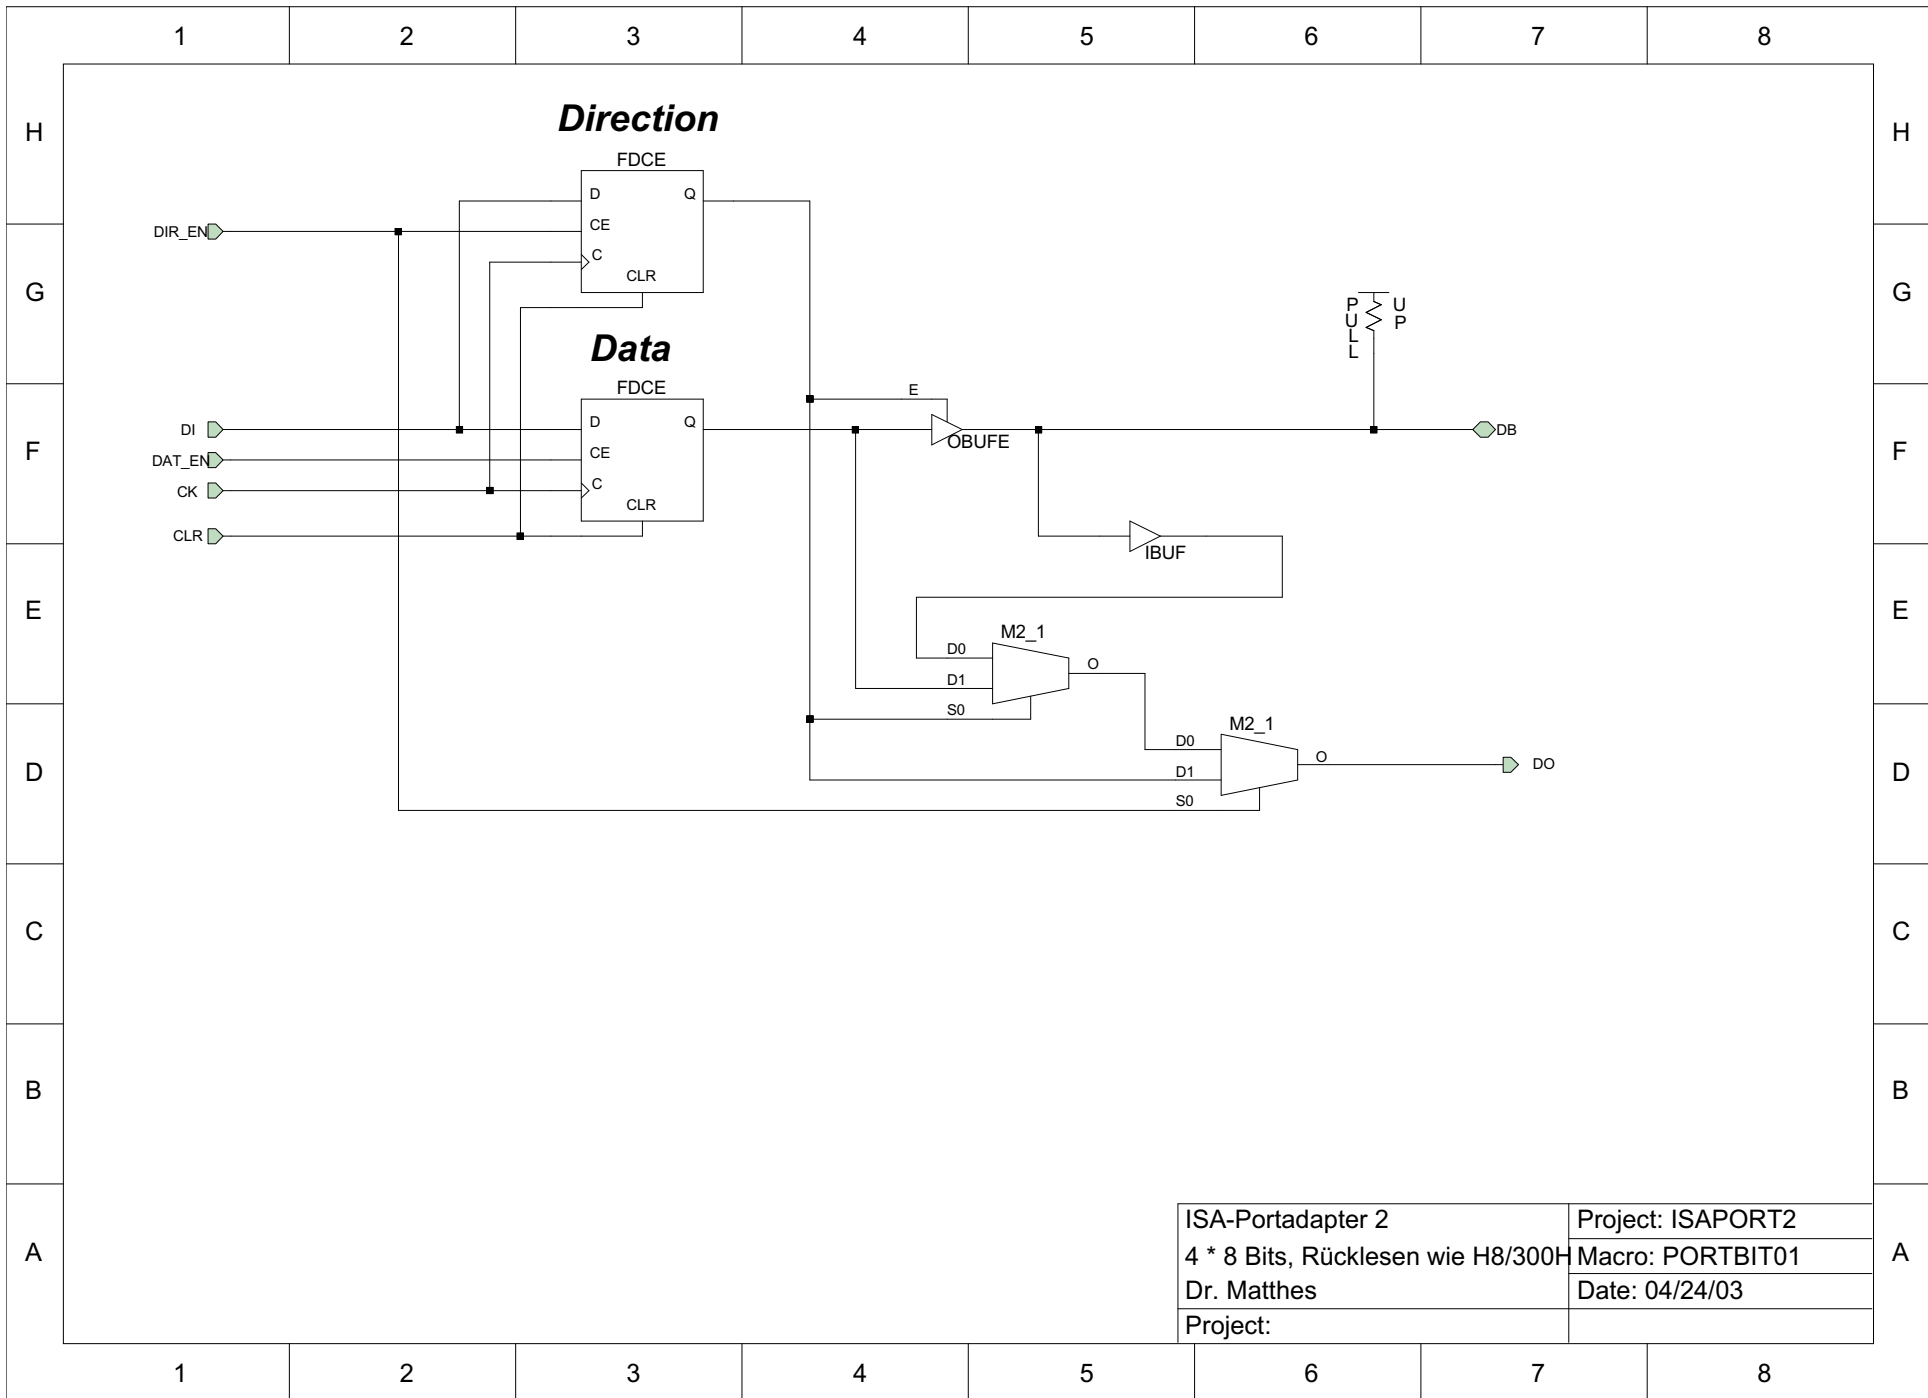 1 2 3 4 5 6 7 8
H H
Direction
FDCE
D Q
CE
C
CLR
DIR_EN
G G
PULL UP
Data
FDCE
D Q
CE
C
CLR
E
OBUFE
DB
F F
DI
DAT_EN
CK
CLR
IBUF
E E
M2_1
D0
D1
S0
O
M2_1
D0
D1
S0
O
DO
D D
C C
B B
A A
ISA-Portadapter 2
Project: ISAPORT2
4 * 8 Bits, Rücklesen wie H8/300H
Macro: PORTBIT01
Dr. Matthes
Date: 04/24/03
Project:
1 2 3 4 5 6 7 8